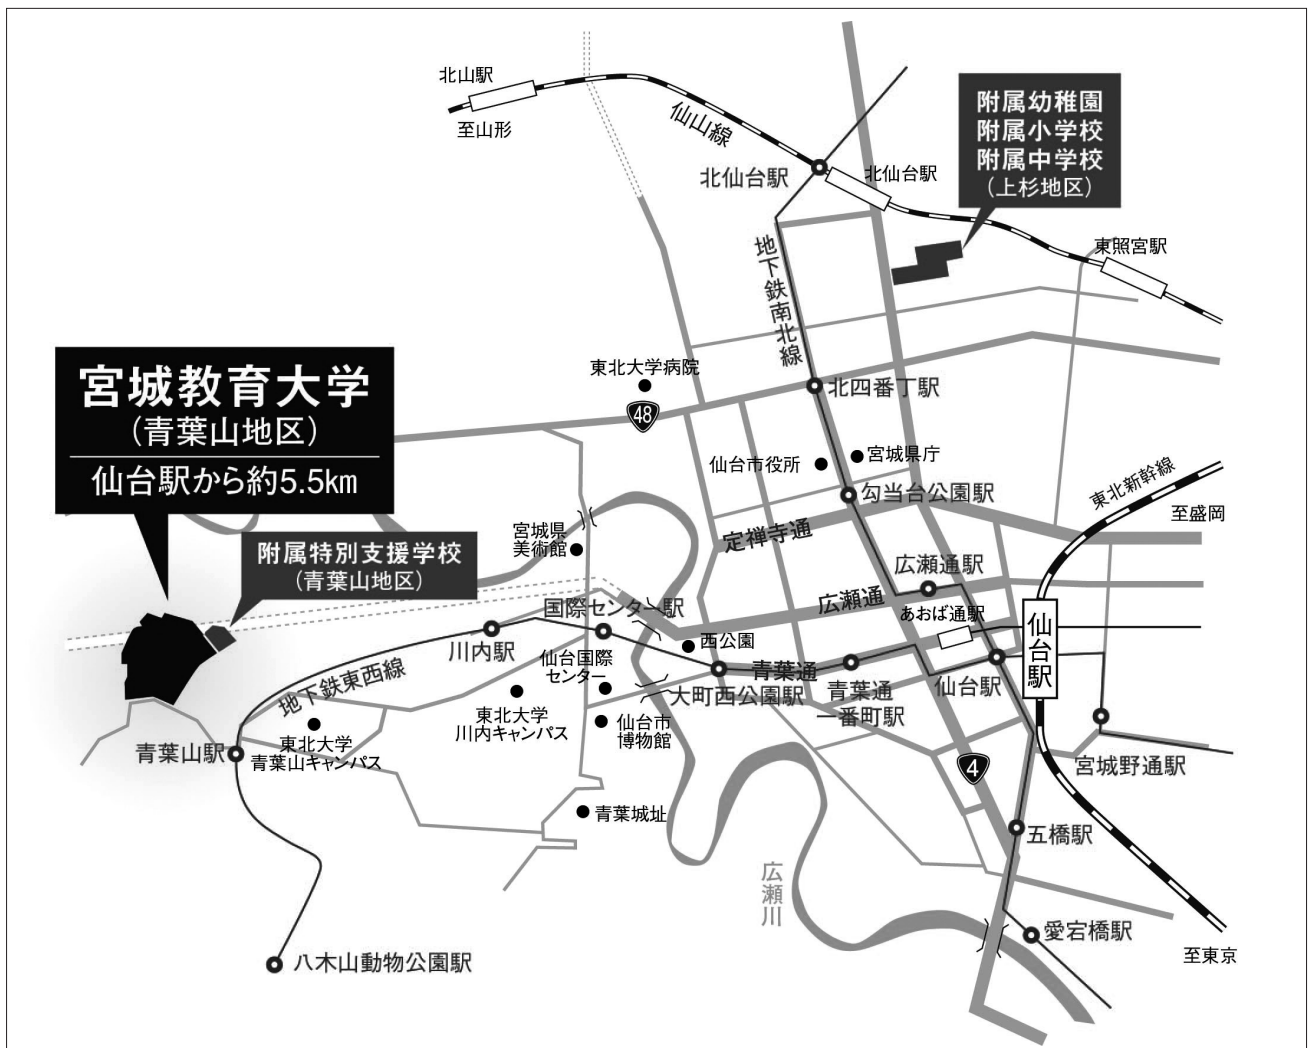 北山駅
至山形
仙山線
北仙台駅
北仙台駅
附属幼稚園
附属小学校
附属中学校
（上杉地区）
東照宮駅
地下鉄南北線
東北大学病院
48
北四番丁駅
宮城教育大学
（青葉山地区）
仙台駅から約5.5km
仙台市役所
宮城県庁
勾当台公園駅
東北新幹線
至盛岡
定禅寺通
宮城県
美術館
附属特別支援学校
（青葉山地区）
広瀬通駅
広瀬通
あおば通駅
国際センター駅
仙台駅
西公園
川内駅
仙台国際
センター
青葉通
大町西公園駅
青葉通
一番町駅
仙台駅
地下鉄東西線
東北大学
川内キャンパス
仙台市
博物館
東北大学
青葉山キャンパス
青葉山駅
4
宮城野通駅
青葉城址
五橋駅
広瀬川
愛宕橋駅
至東京
八木山動物公園駅